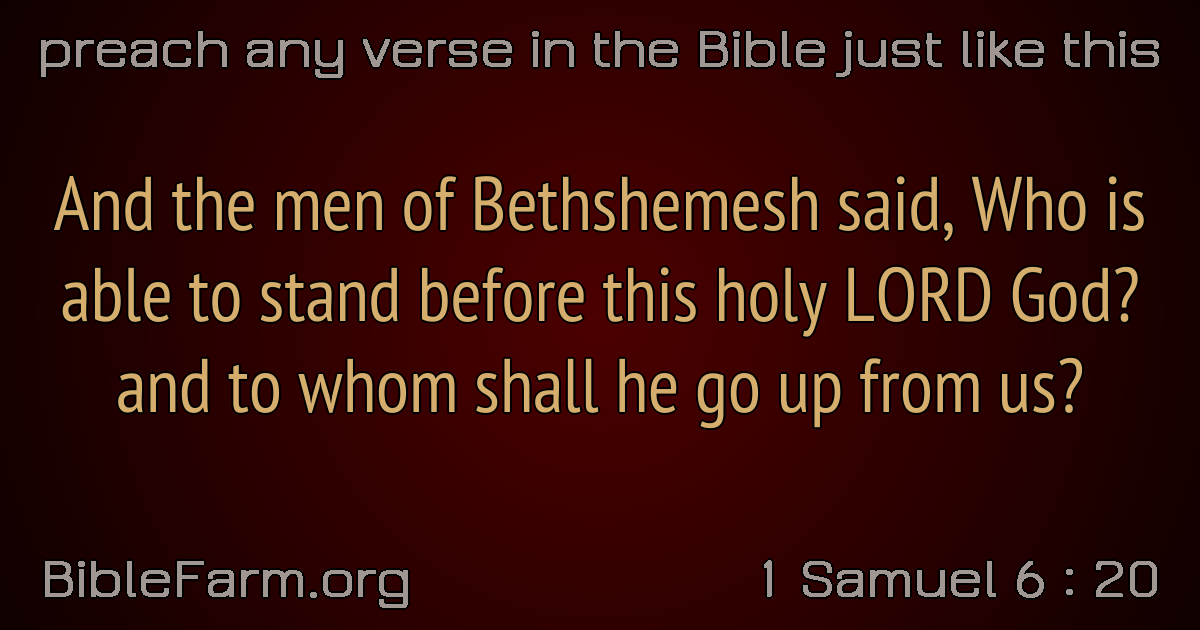 preach any verse in the Bible just like this
And the men of Bethshemesh said, Who is
able to stand before this holy LORD God?
and to whom shall he go up from us?
BibleFarm.org
1 Samuel 6 : 20